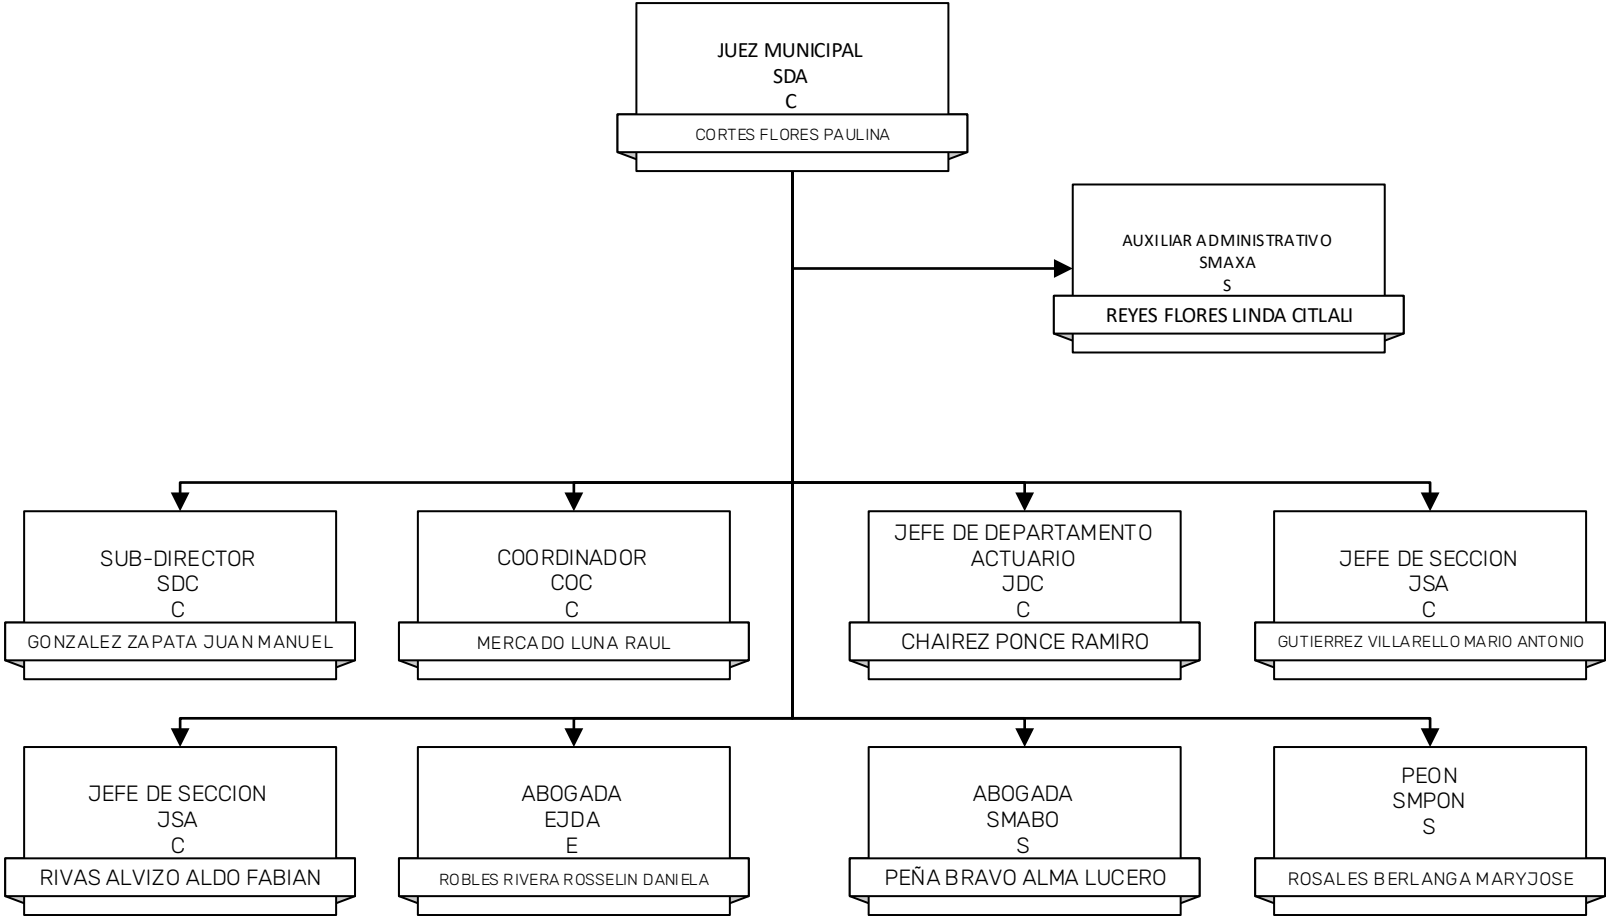 JUEZ MUNICIPAL
SDA
C
CORTES FLORES PAULINA
AUXILIAR ADMINISTRATIVO
SMAXA
S
REYES FLORES LINDA CITLALI
SUB-DIRECTOR
SDC
C
GONZALEZ ZAPATA JUAN MANUEL
COORDINADOR
COC
C
MERCADO LUNA RAUL
JEFE DE DEPARTAMENTO
ACTUARIO
JDC
C
CHAIREZ PONCE RAMIRO
JEFE DE SECCION
JSA
C
GUTIERREZ VILLARELLO MARIO ANTONIO
JEFE DE SECCION
JSA
C
RIVAS ALVIZO ALDO FABIAN
ABOGADA
EJDA
E
ROBLES RIVERA ROSSELIN DANIELA
ABOGADA
SMABO
S
PEÑA BRAVO ALMA LUCERO
PEON
SMPON
S
ROSALES BERLANGA MARYJOSE